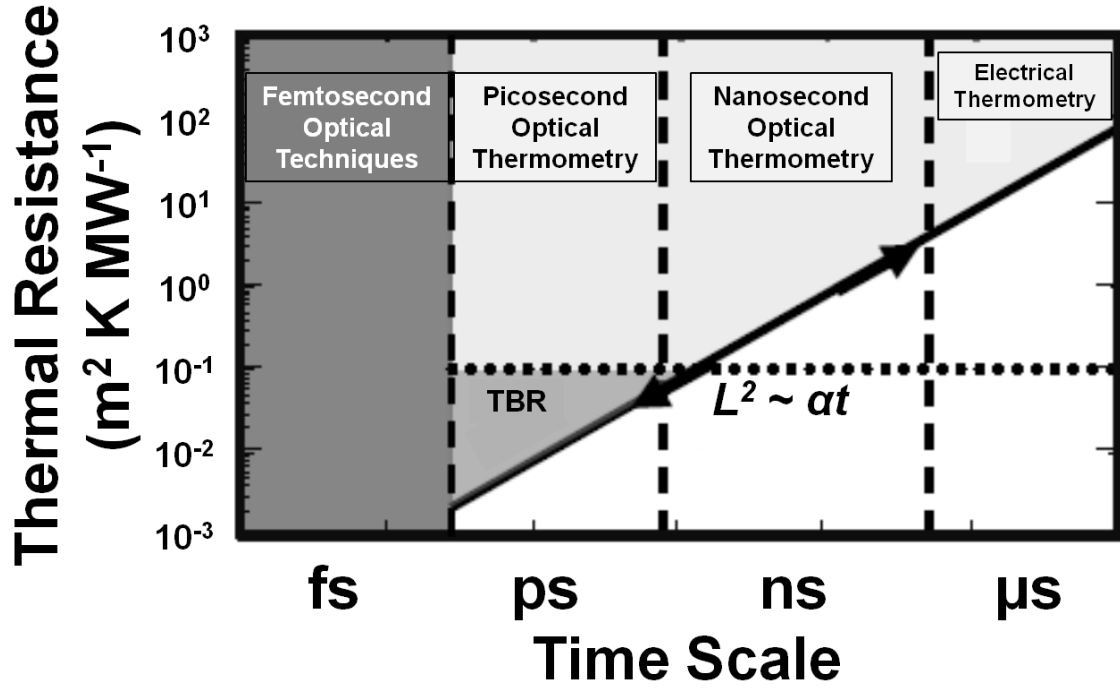 Thermal Resistance
(m² K MW⁻¹)
10³
10²
10¹
10⁰
10⁻¹
10⁻²
10⁻³
Femtosecond
Optical
Techniques
Picosecond
Optical
Thermometry
Nanosecond
Optical
Thermometry
Electrical
Thermometry
TBR
L² ~ αt
fs
ps
ns
µs
Time Scale